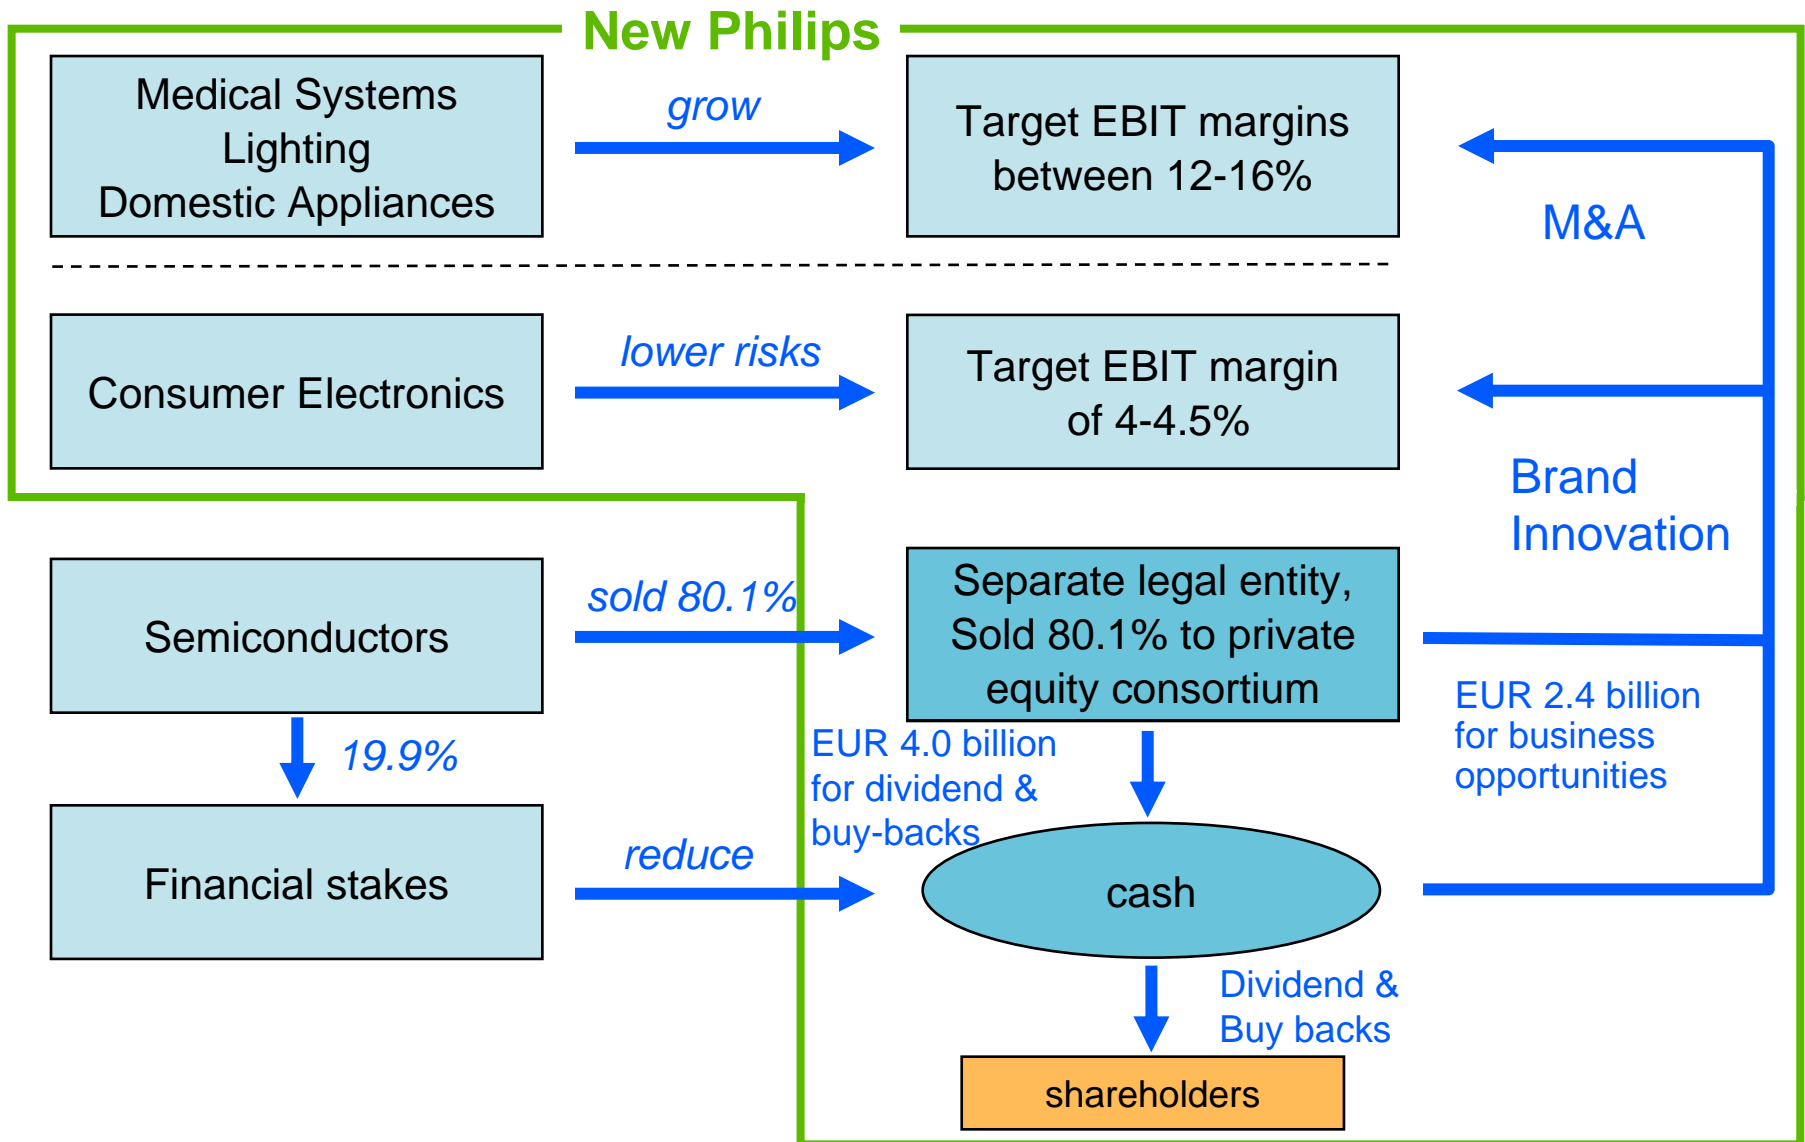 New Philips
Medical Systems
Lighting
Domestic Appliances
grow
Target EBIT margins
between 12-16%
M&A
Consumer Electronics
lower risks
Target EBIT margin
of 4-4.5%
Brand
Innovation
Semiconductors
sold 80.1%
Separate legal entity,
Sold 80.1% to private
equity consortium
EUR 2.4 billion
for business
opportunities
19.9%
EUR 4.0 billion
for dividend &
buy-backs
Financial stakes
reduce
cash
Dividend &
Buy backs
shareholders